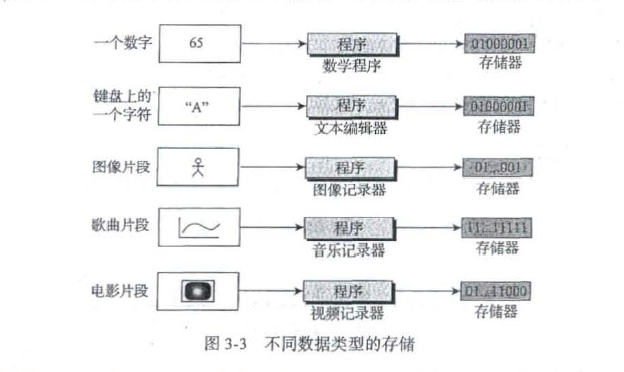 一个数字
65
程序
数学程序
01000001
存储器
键盘上的
一个字符
“A”
程序
文本编辑器
01000001
存储器
图像片段
程序
图像记录器
01...001
存储器
歌曲片段
程序
音乐记录器
11...11111
存储器
电影片段
程序
视频记录器
01...11000
存储器
图 3-3 不同数据类型的存储